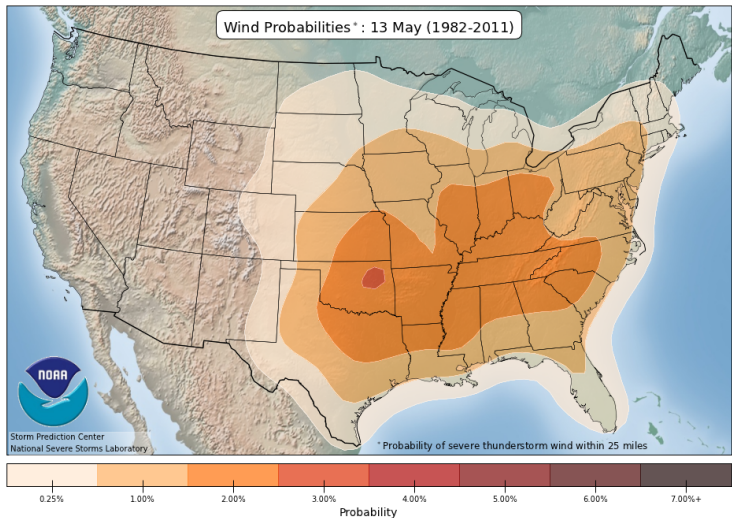 Wind Probabilities*: 13 May (1982-2011)
NOAA
Storm Prediction Center
National Severe Storms Laboratory
*Probability of severe thunderstorm wind within 25 miles
0.25% 1.00% 2.00% 3.00% 4.00% 5.00% 6.00% 7.00%+
Probability